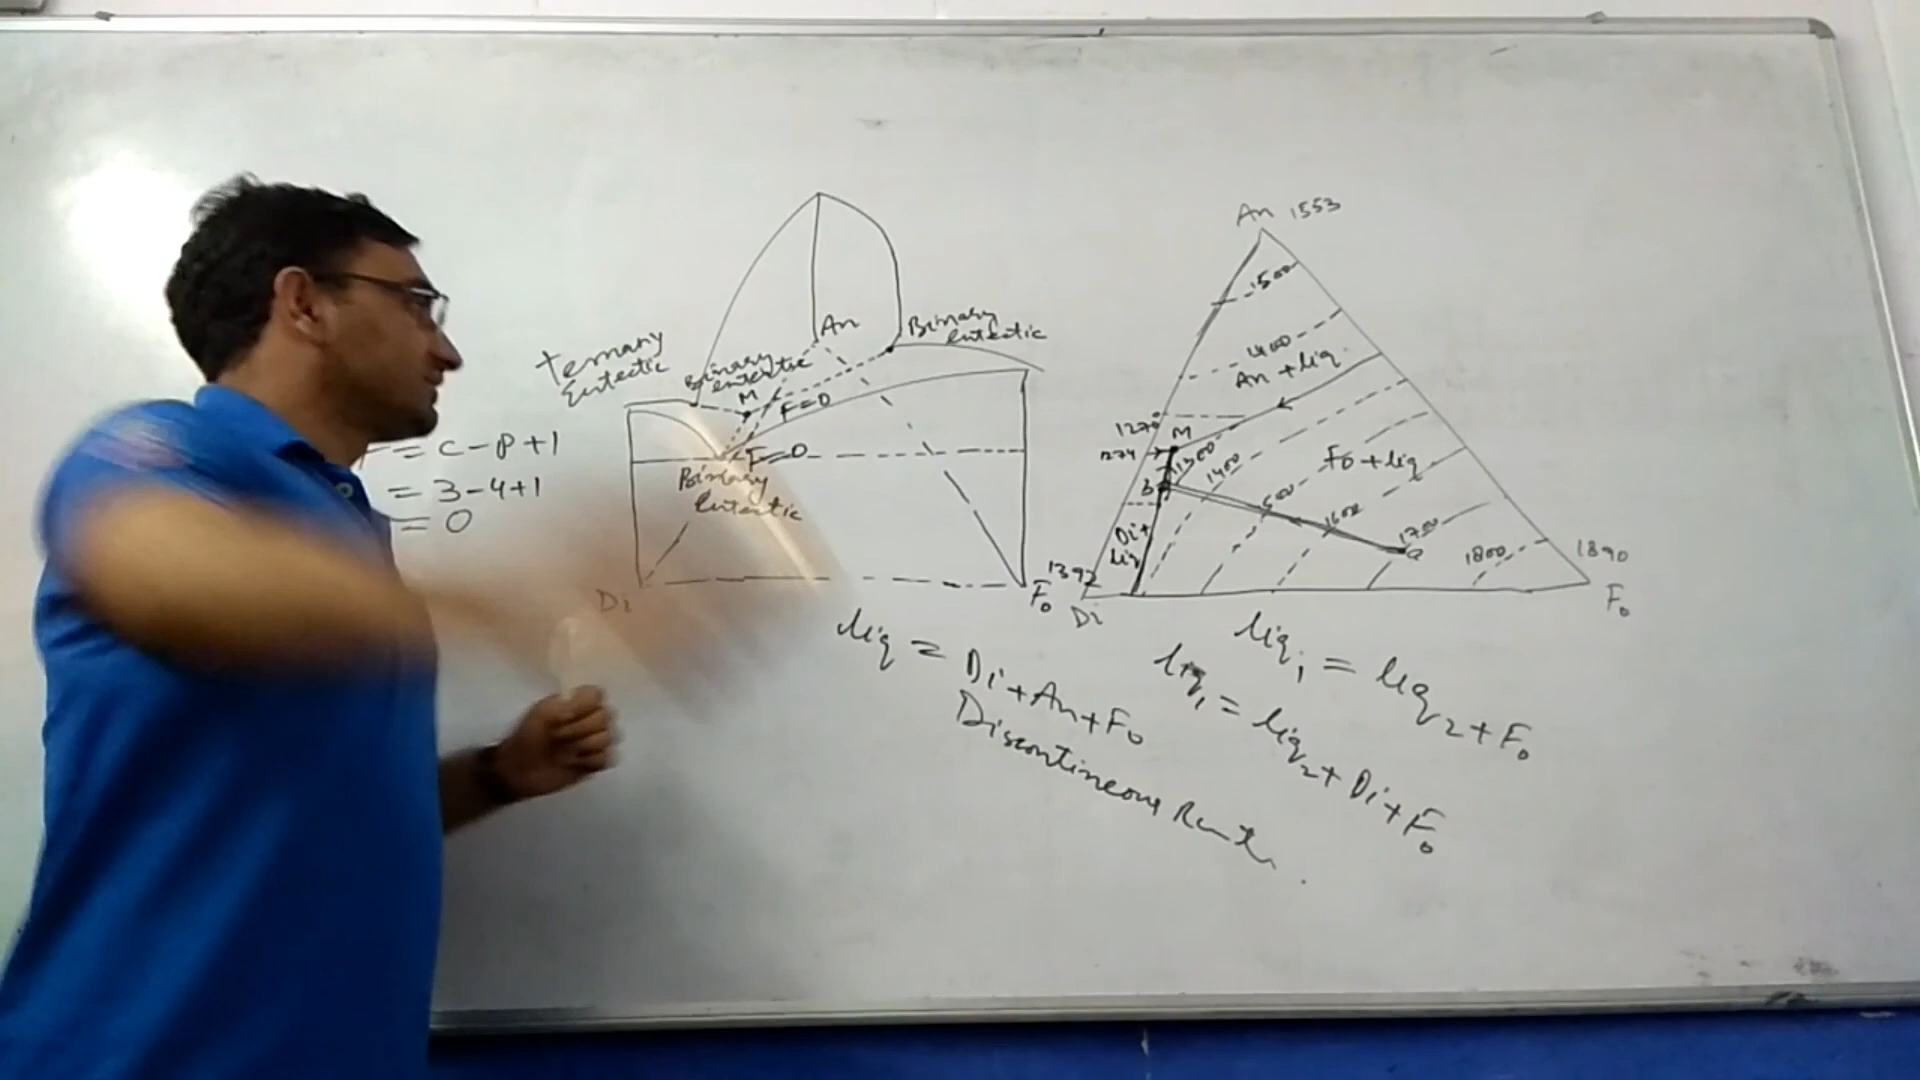 = C-P+1
= 3-4+1
= 0
Ternary
Eutectic
Binary
eutectic
M
An
Binary
eutectic
F=0
F=0
Binary
eutectic
Di
Fo
An 1553
1500
1400
An + liq
1270
M
1274
1300
1400
Fo + liq
B
1500
1600
1700
Q
1800
1890
Di +
liq
1392
Di
Fo
liq = Di+An+Fo
Discontineous
liq1 = liq2+Fo
liq1 = liq2+Di+Fo